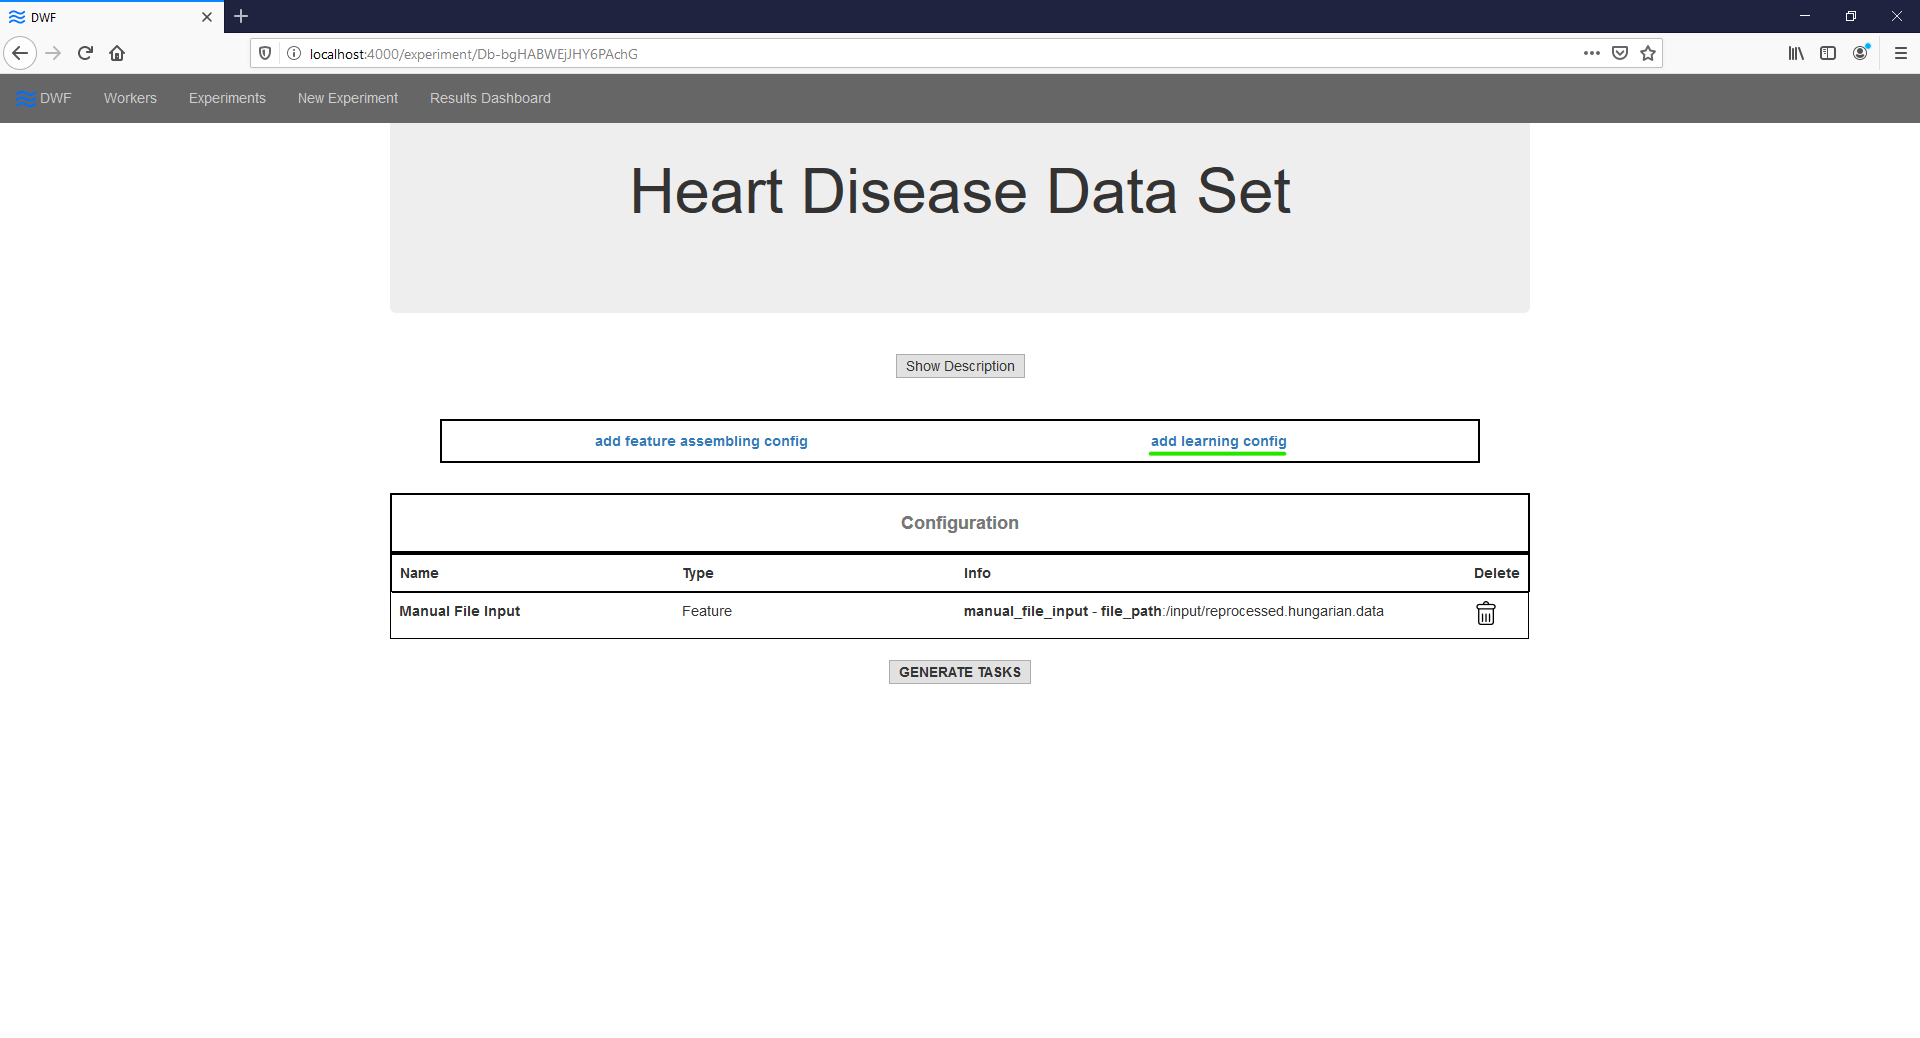 DWF
localhost:4000/experiment/Db-bgHABWEjJHY6PAchG
DWF Workers Experiments New Experiment Results Dashboard
Heart Disease Data Set
Show Description
add feature assembling config add learning config
Configuration
Name Type Info Delete
Manual File Input Feature manual_file_input - file_path:/input/reprocessed.hungarian.data
GENERATE TASKS